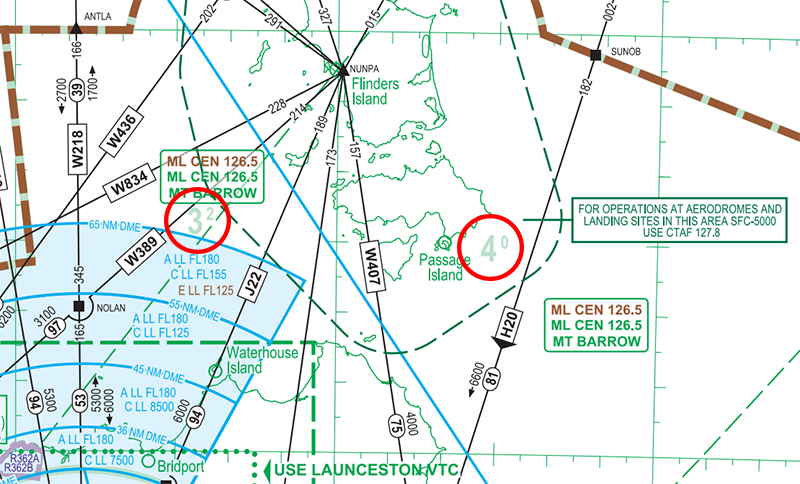 ANTLA
202
291
327
015
002
SUNOB
166
NUNPA
Flinders
Island
182
2700
39
1700
W436
W218
228
214
189
173
157
ML CEN 126.5
ML CEN 126.5
MT BARROW
W834
3²
4⁰
FOR OPERATIONS AT AERODROMES AND
LANDING SITES IN THIS AREA SFC-5000
USE CTAF 127.8
65 NM DME
W389
Passage
Island
W407
A LL FL180
C LL FL155
E LL FL125
345
J22
55 NM DME
NOLAN
3100
97
165
A LL FL180
C LL FL125
H20
ML CEN 126.5
ML CEN 126.5
MT BARROW
Waterhouse
Island
45 NM DME
5300
94
53
5300
6000
A LL FL180
C LL 8500
6000
94
6600
81
4000
75
36 NM DME
A LL FL180
R362A
R362B
C LL 7500
Bridport
USE LAUNCESTON VTC